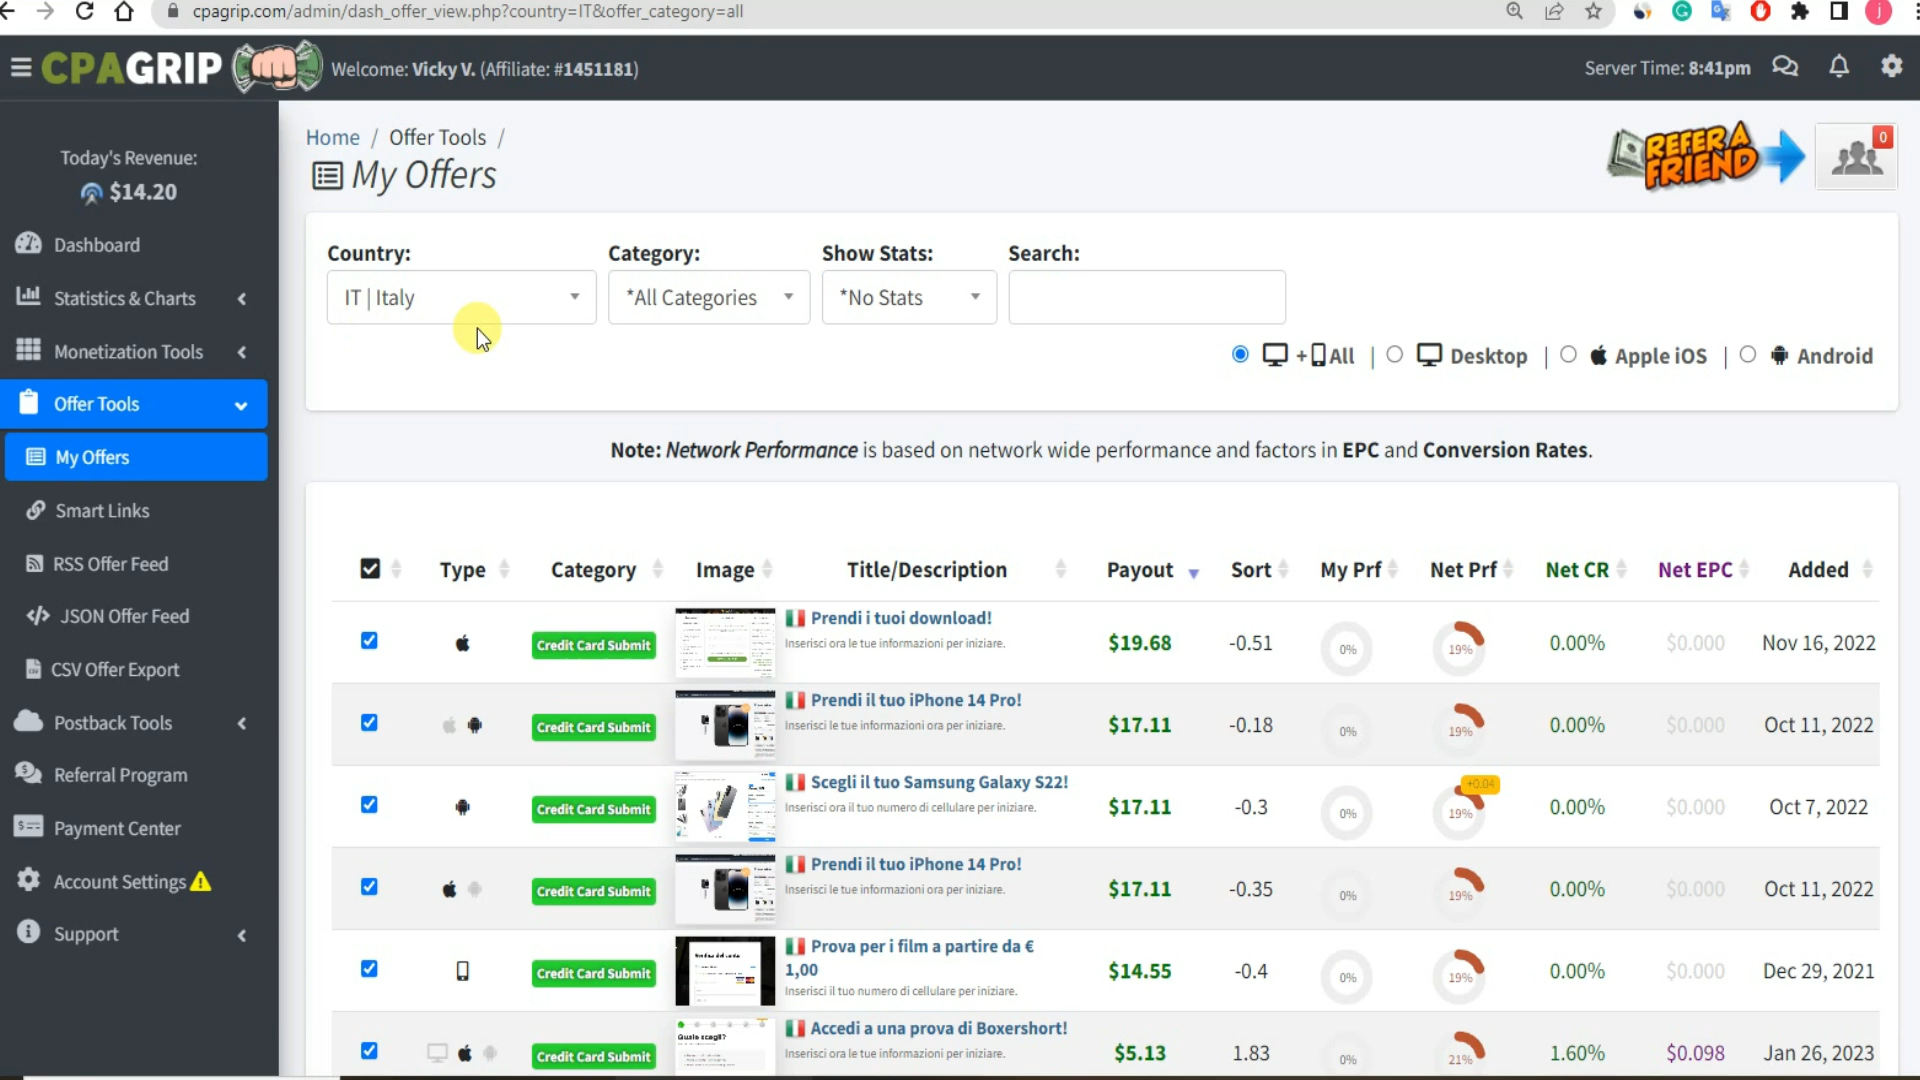 cpagrip.com/admin/dash_offer_view.php?country=IT&offer_category=all
j
CPAGRIP
Welcome: Vicky V. (Affiliate: #1451181)
Server Time: 8:41pm
Today's Revenue:
$14.20
Dashboard
Statistics & Charts
Monetization Tools
Offer Tools
My Offers
Smart Links
RSS Offer Feed
JSON Offer Feed
CSV Offer Export
Postback Tools
Referral Program
Payment Center
Account Settings
Support
Home / Offer Tools /
My Offers
REFER A
FRIEND
0
Country: Category: Show Stats: Search:
IT | Italy *All Categories *No Stats
+ All | Desktop | Apple iOS | Android
Note: Network Performance is based on network wide performance and factors in EPC and Conversion Rates.
Type Category Image Title/Description Payout Sort My Prf Net Prf Net CR Net EPC Added
Credit Card Submit Prendi i tuoi download! $19.68 -0.51 0% 19% 0.00% $0.000 Nov 16, 2022
Inserisci ora le tue informazioni per iniziare.
Credit Card Submit Prendi il tuo iPhone 14 Pro! $17.11 -0.18 0% 19% 0.00% $0.000 Oct 11, 2022
Inserisci le tue informazioni ora per iniziare.
+0.04
Credit Card Submit Scegli il tuo Samsung Galaxy S22! $17.11 -0.3 0% 19% 0.00% $0.000 Oct 7, 2022
Inserisci ora il tuo numero di cellulare per iniziare.
Credit Card Submit Prendi il tuo iPhone 14 Pro! $17.11 -0.35 0% 19% 0.00% $0.000 Oct 11, 2022
Inserisci le tue informazioni ora per iniziare.
Credit Card Submit Prova per i film a partire da € $14.55 -0.4 0% 19% 0.00% $0.000 Dec 29, 2021
1,00
Inserisci il tuo numero di cellulare per iniziare.
Credit Card Submit Accedi a una prova di Boxershort! $5.13 1.83 0% 21% 1.60% $0.098 Jan 26, 2023
Inserisci ora le tue informazioni per iniziare.
Quale scegli?